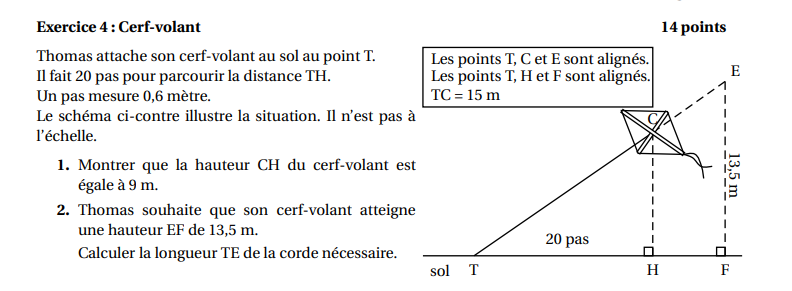 Exercice 4 : Cerf-volant 14 points
Thomas attache son cerf-volant au sol au point T.
Il fait 20 pas pour parcourir la distance TH.
Un pas mesure 0,6 mètre.
Le schéma ci-contre illustre la situation. Il n'est pas à
l'échelle.
1. Montrer que la hauteur CH du cerf-volant est
égale à 9 m.
2. Thomas souhaite que son cerf-volant atteigne
une hauteur EF de 13,5 m.
Calculer la longueur TE de la corde nécessaire.
Les points T, C et E sont alignés.
Les points T, H et F sont alignés.
TC = 15 m
E
C
13,5 m
20 pas
sol T H F